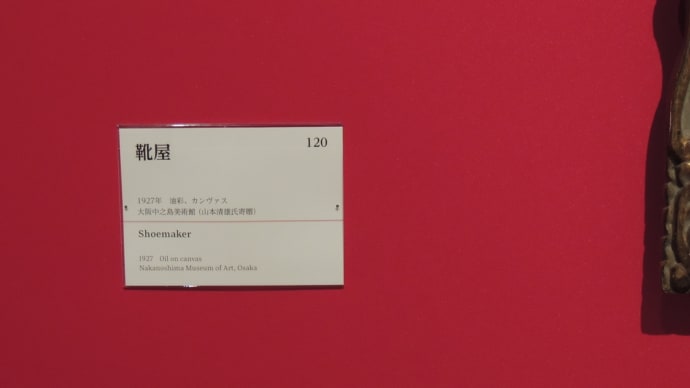 靴屋
120
1927年　油彩、カンヴァス
大阪中之島美術館（山本清雄氏寄贈）
Shoemaker
1927　Oil on canvas
Nakanoshima Museum of Art, Osaka